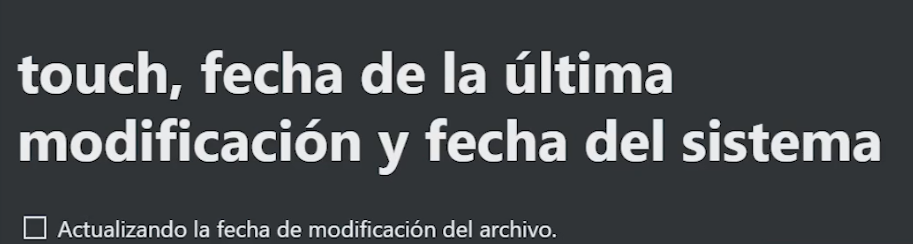 touch, fecha de la última
modificación y fecha del sistema
Actualizando la fecha de modificación del archivo.